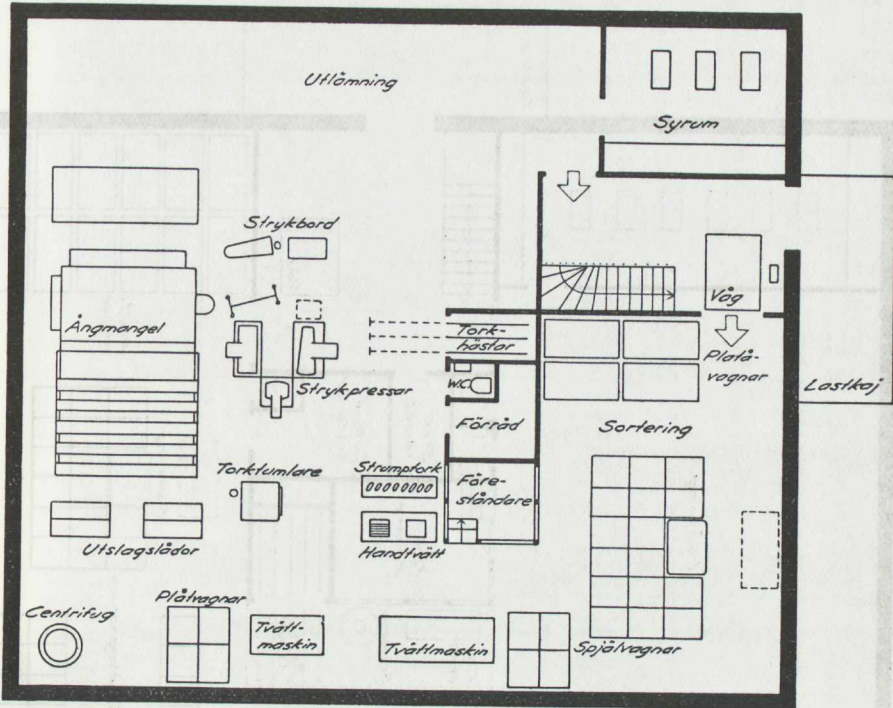 Utlämning
Syrum
Strykbord
Ångmangel
Våg
Tork-
hästar
Platå-
vagnar
Lastkaj
Strykpressar
WC
Förråd
Sortering
Torktumlare
Strumptork
Före-
ståndare
Utslagslådor
Handtvätt
Centrifug
Plåtvagnar
Tvätt-
maskin
Tvättmaskin
Spjälvagnar